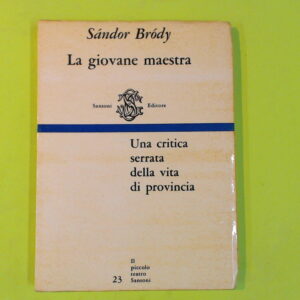 Sándor Bródy
La giovane maestra
Sansoni Editore
Una critica
serrata
della vita
di provincia
Il
piccolo
teatro
23 Sansoni